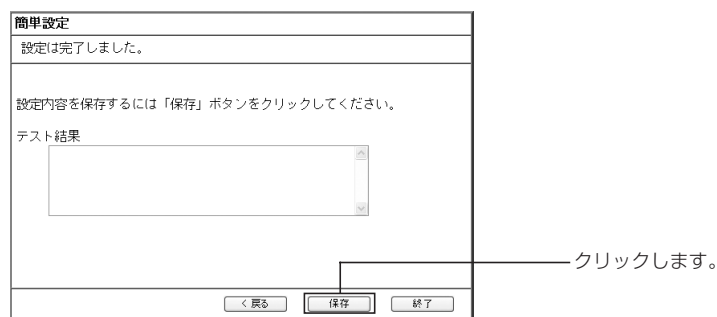 簡単設定
設定は完了しました。
設定内容を保存するには「保存」ボタンをクリックしてください。
テスト結果
クリックします。
< 戻る 保存 終了